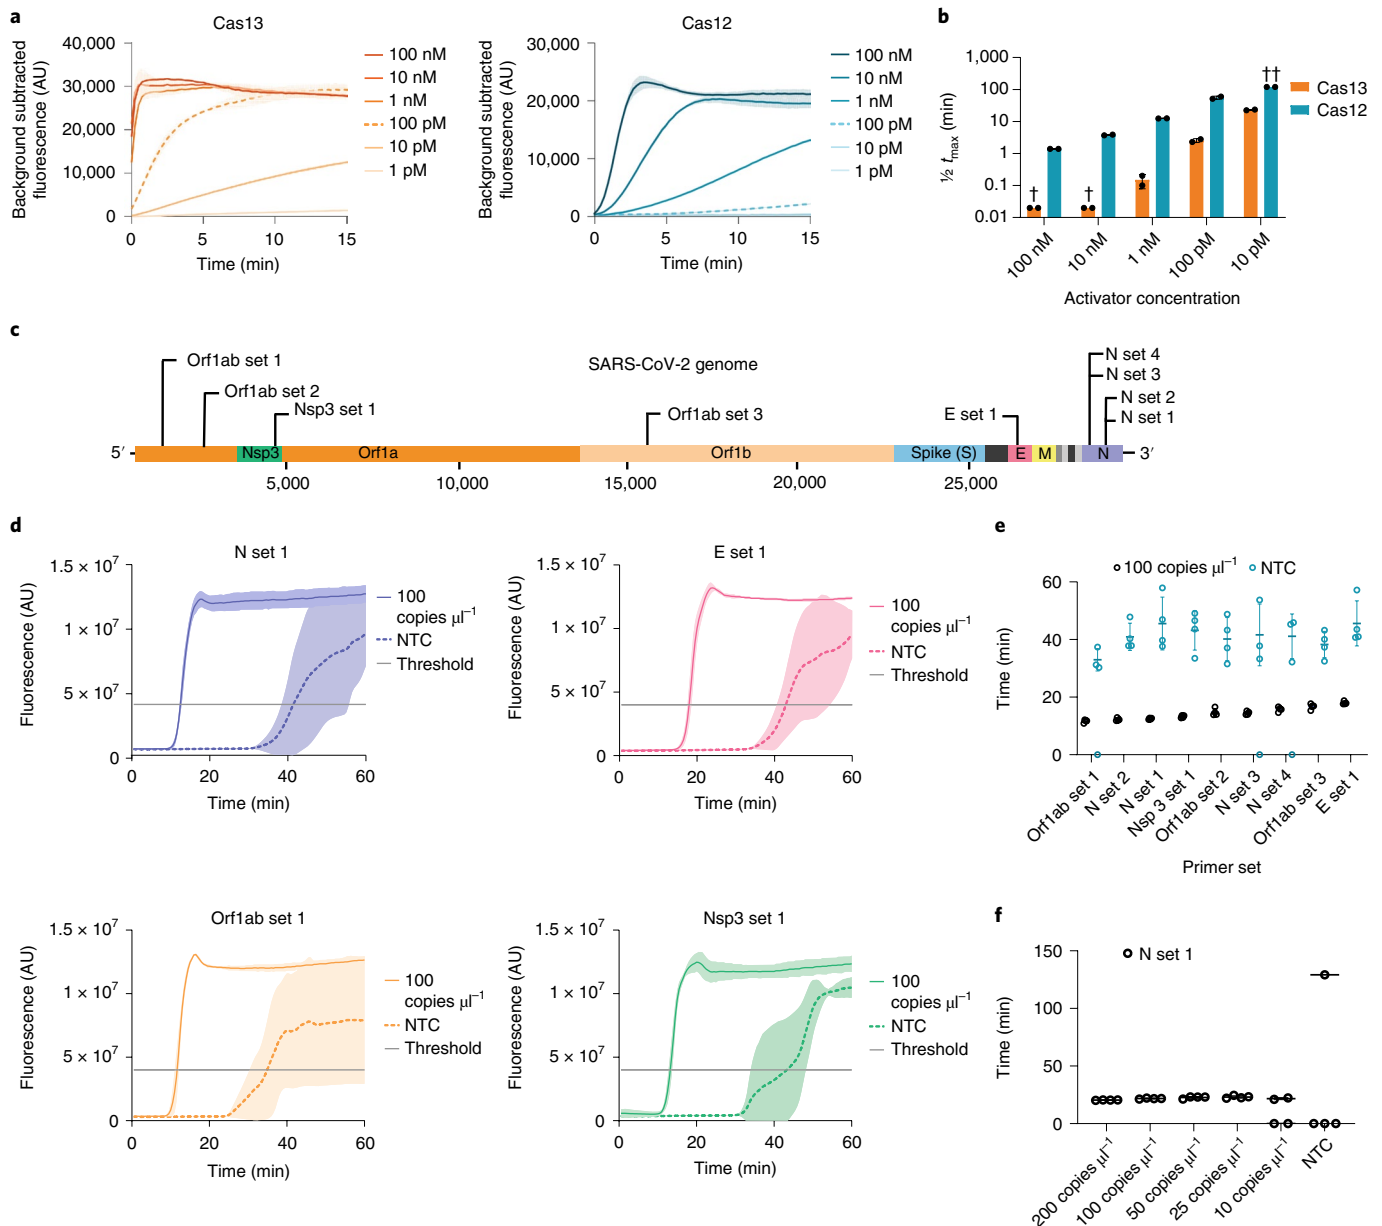 a
Cas13
Background subtracted
fluorescence (AU)
40,000
30,000
20,000
10,000
0
0
5
10
15
Time (min)
100 nM
10 nM
1 nM
100 pM
10 pM
1 pM
Cas12
Background subtracted
fluorescence (AU)
30,000
20,000
10,000
0
0
5
10
15
Time (min)
100 nM
10 nM
1 nM
100 pM
10 pM
1 pM
b
½ tmax (min)
1,000
100
10
1
0.1
0.01
†
†
††
Cas13
Cas12
100 nM
10 nM
1 nM
100 pM
10 pM
Activator concentration
c
SARS-CoV-2 genome
Orf1ab set 1
Orf1ab set 2
Nsp3 set 1
Orf1ab set 3
E set 1
N set 4
N set 3
N set 2
N set 1
5′
Nsp3
Orf1a
Orf1b
Spike (S)
E
M
N
3′
5,000
10,000
15,000
20,000
25,000
d
N set 1
Fluorescence (AU)
1.5 × 10⁷
1 × 10⁷
5 × 10⁷
0
0
20
40
60
Time (min)
100
copies µl⁻¹
NTC
Threshold
E set 1
Fluorescence (AU)
1.5 × 10⁷
1 × 10⁷
5 × 10⁷
0
0
20
40
60
Time (min)
100
copies µl⁻¹
NTC
Threshold
Orf1ab set 1
Fluorescence (AU)
1.5 × 10⁷
1 × 10⁷
5 × 10⁷
0
0
20
40
60
Time (min)
100
copies µl⁻¹
NTC
Threshold
Nsp3 set 1
Fluorescence (AU)
1.5 × 10⁷
1 × 10⁷
5 × 10⁷
0
0
20
40
60
Time (min)
100
copies µl⁻¹
NTC
Threshold
e
100 copies µl⁻¹
NTC
Time (min)
60
40
20
0
Orf1ab set 1
N set 2
N set 1
Nsp 3 set 1
Orf1ab set 2
N set 3
N set 4
Orf1ab set 3
E set 1
Primer set
f
N set 1
Time (min)
150
100
50
0
200 copies µl⁻¹
100 copies µl⁻¹
50 copies µl⁻¹
25 copies µl⁻¹
10 copies µl⁻¹
NTC